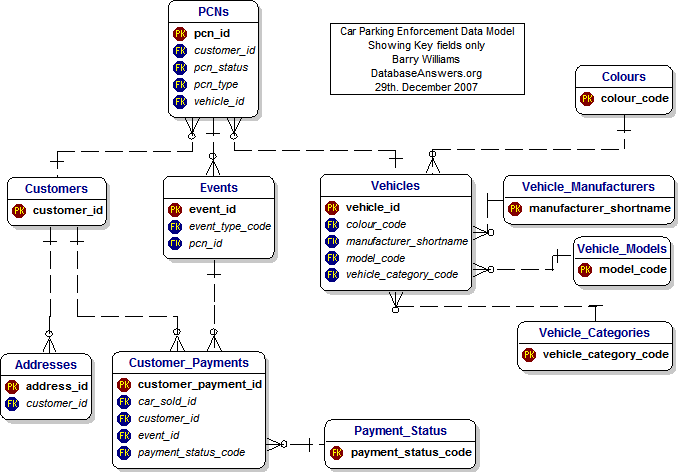 PCNs
PK pcn_id
FK customer_id
FK pcn_status
FK pcn_type
FK vehicle_id
Car Parking Enforcement Data Model
Showing Key fields only
Barry Williams
DatabaseAnswers.org
29th. December 2007
Colours
PK colour_code
Customers
PK customer_id
Events
PK event_id
FK event_type_code
FK pcn_id
Vehicles
PK vehicle_id
FK colour_code
FK manufacturer_shortname
FK model_code
FK vehicle_category_code
Vehicle_Manufacturers
PK manufacturer_shortname
Vehicle_Models
PK model_code
Vehicle_Categories
PK vehicle_category_code
Addresses
PK address_id
FK customer_id
Customer_Payments
PK customer_payment_id
FK car_sold_id
FK customer_id
FK event_id
FK payment_status_code
Payment_Status
FK payment_status_code